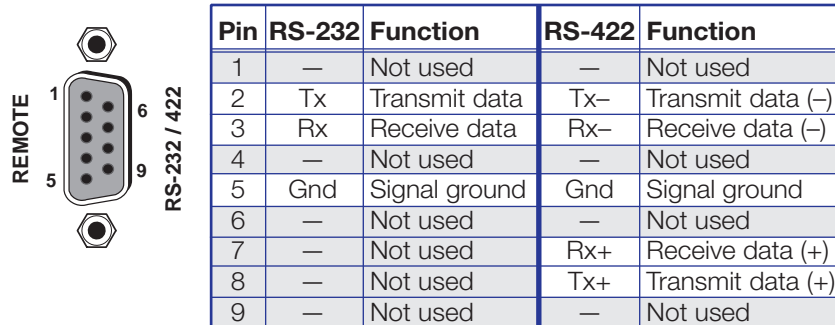 REMOTE
1
5
6
9
RS-232 / 422
Pin RS-232 Function RS-422 Function
1 — Not used — Not used
2 Tx Transmit data Tx– Transmit data (–)
3 Rx Receive data Rx– Receive data (–)
4 — Not used — Not used
5 Gnd Signal ground Gnd Signal ground
6 — Not used — Not used
7 — Not used Rx+ Receive data (+)
8 — Not used Tx+ Transmit data (+)
9 — Not used — Not used